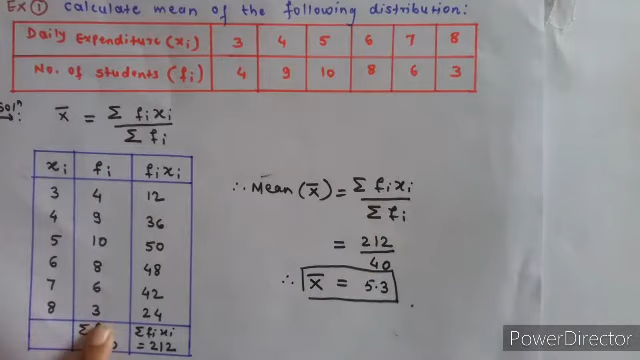 Ex ① Calculate mean of the following distribution:
Daily Expenditure (xi) 3 4 5 6 7 8
No. of students (fi) 4 9 10 8 6 3
Solⁿ:
x̄ = Σ fixi / Σ fi
xi fi fixi
3 4 12
4 9 36
5 10 50
6 8 48
7 6 42
8 3 24
Σ fixi
= 212
∴ Mean (x̄) = Σ fixi / Σ fi
= 212 / 40
∴ x̄ = 5.3
PowerDirector